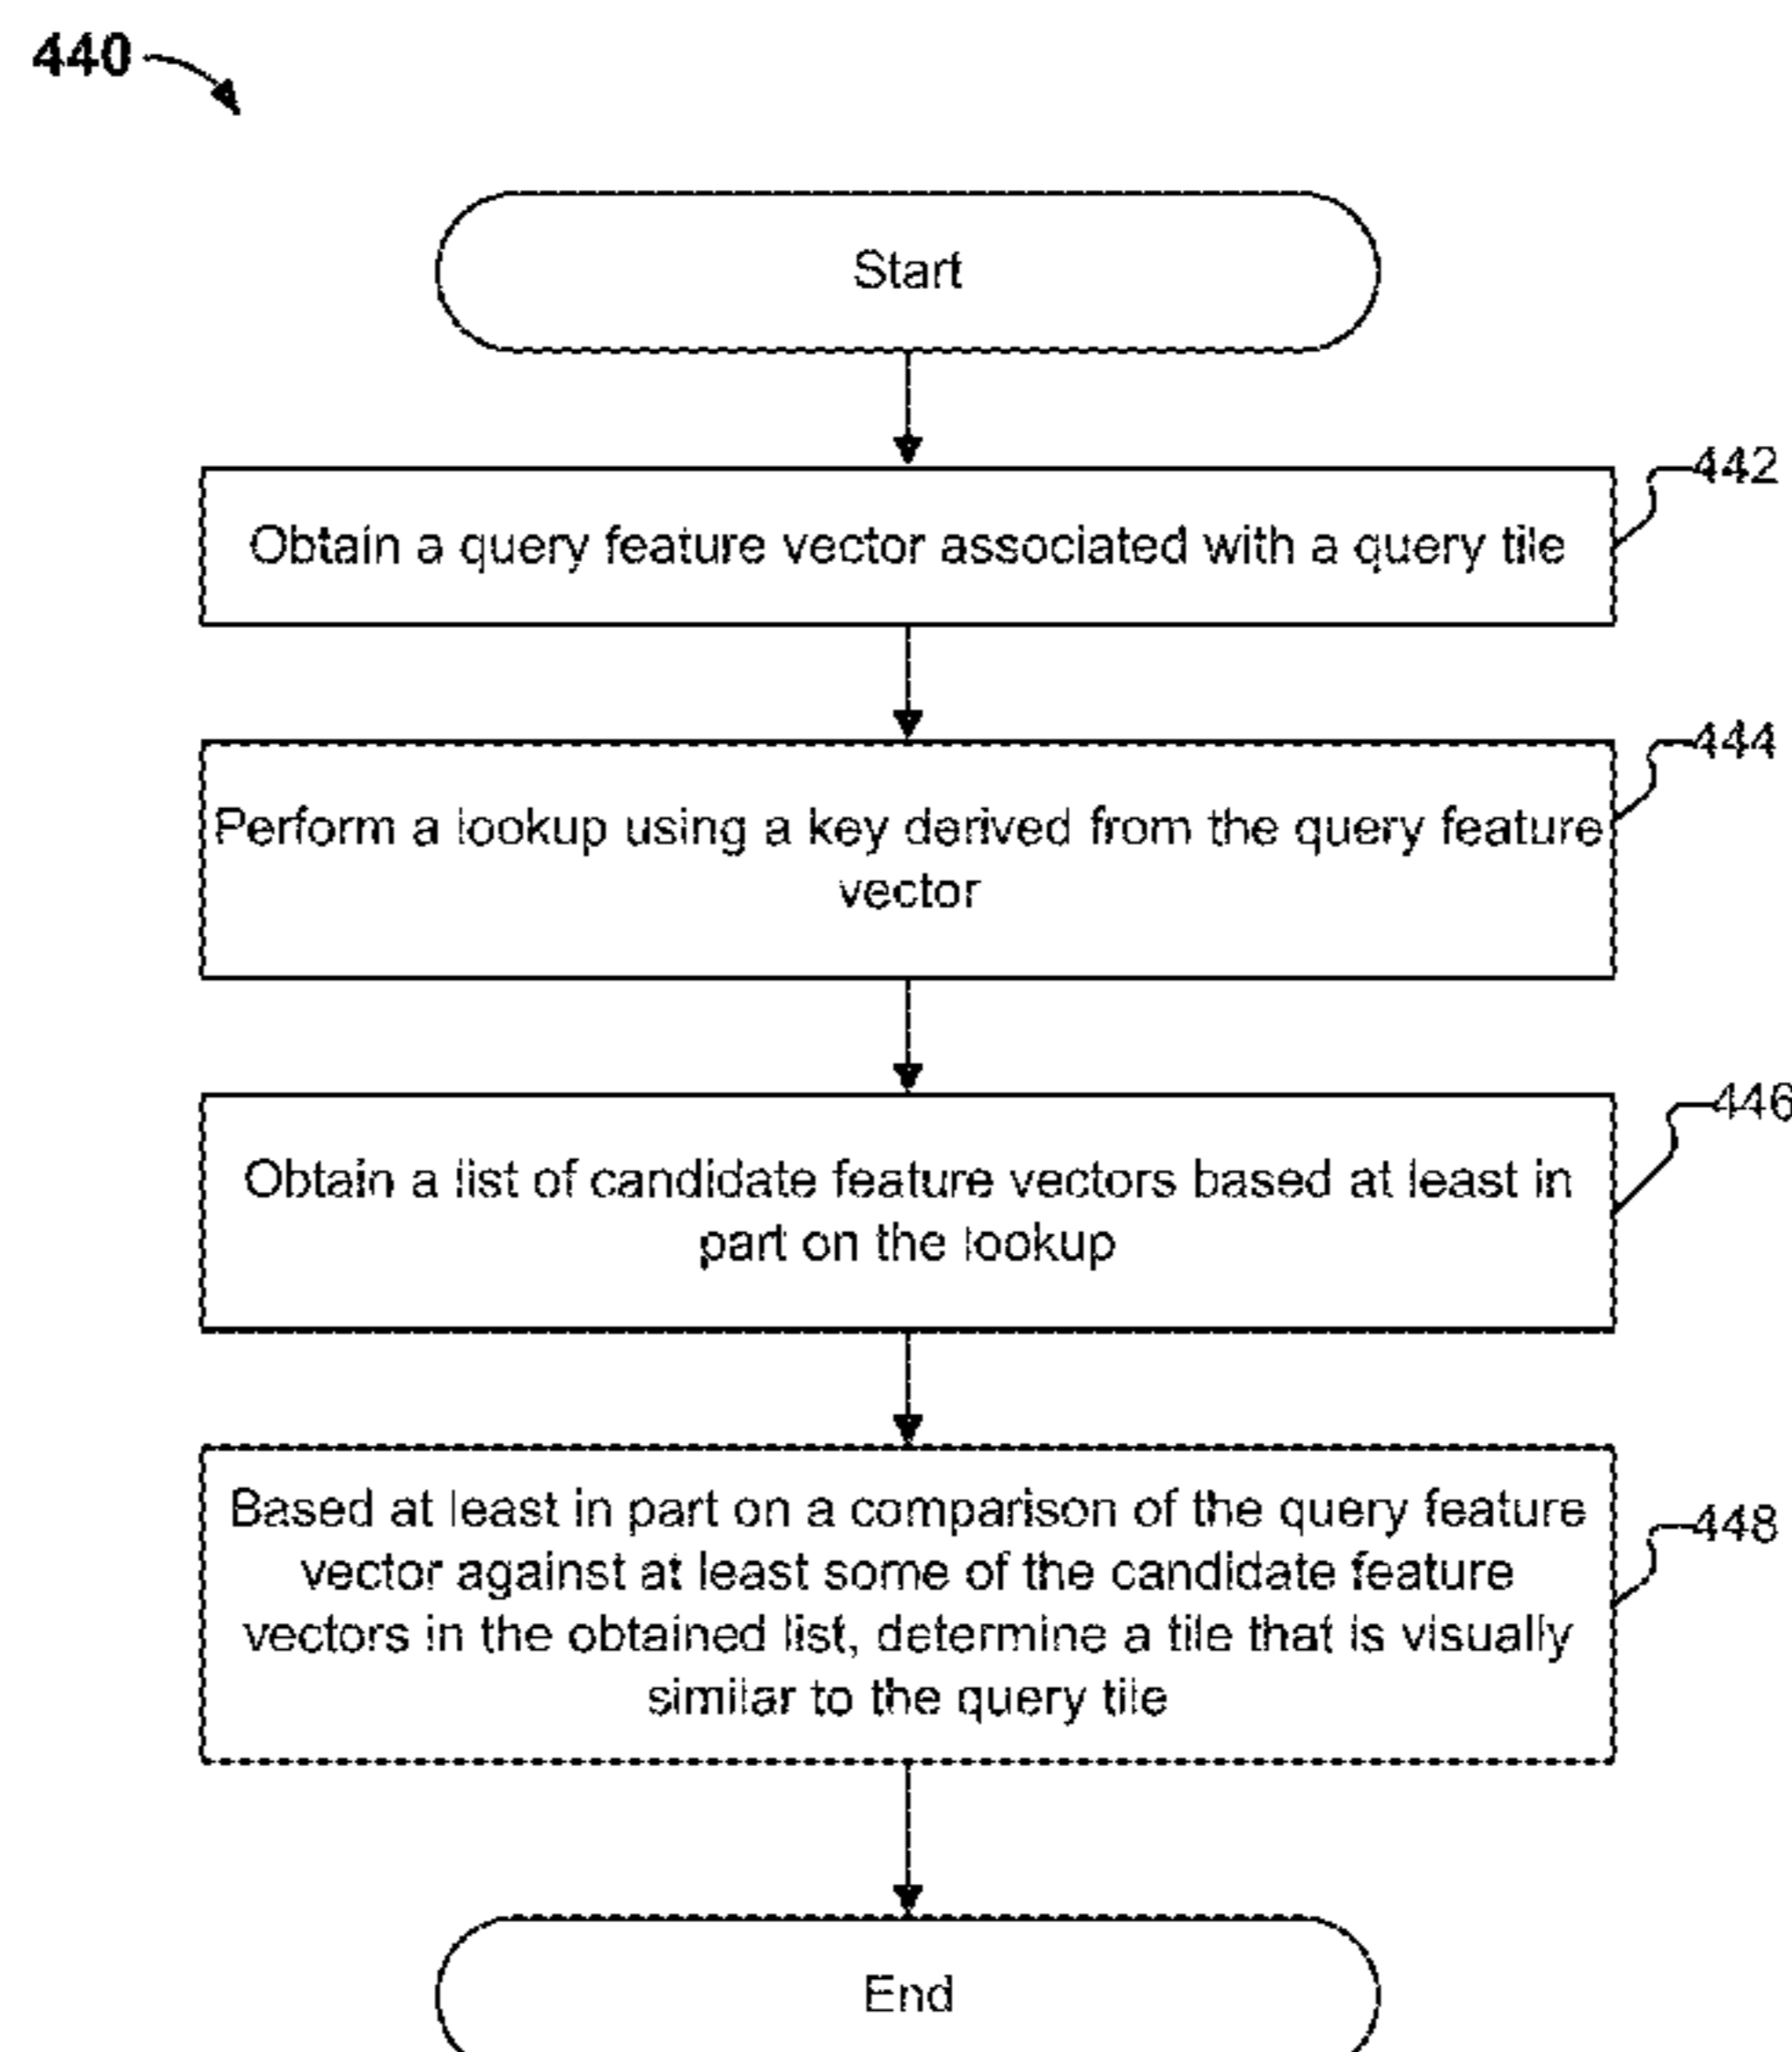 440
Start
442
Obtain a query feature vector associated with a query tile
444
Perform a lookup using a key derived from the query feature
vector
446
Obtain a list of candidate feature vectors based at least in
part on the lookup
448
Based at least in part on a comparison of the query feature
vector against at least some of the candidate feature
vectors in the obtained list, determine a tile that is visually
similar to the query tile
End